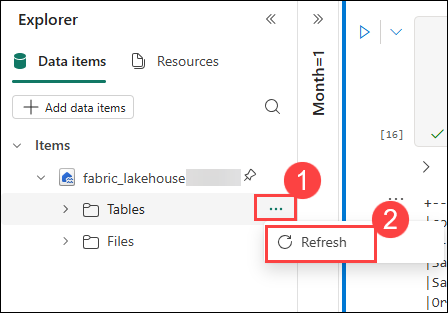 Explorer
Data items
Resources
Add data items
Items
fabric_lakehouse
1
Tables
...
2
Refresh
Files
Month=1
[16]
...
+--
|Sa
|Or